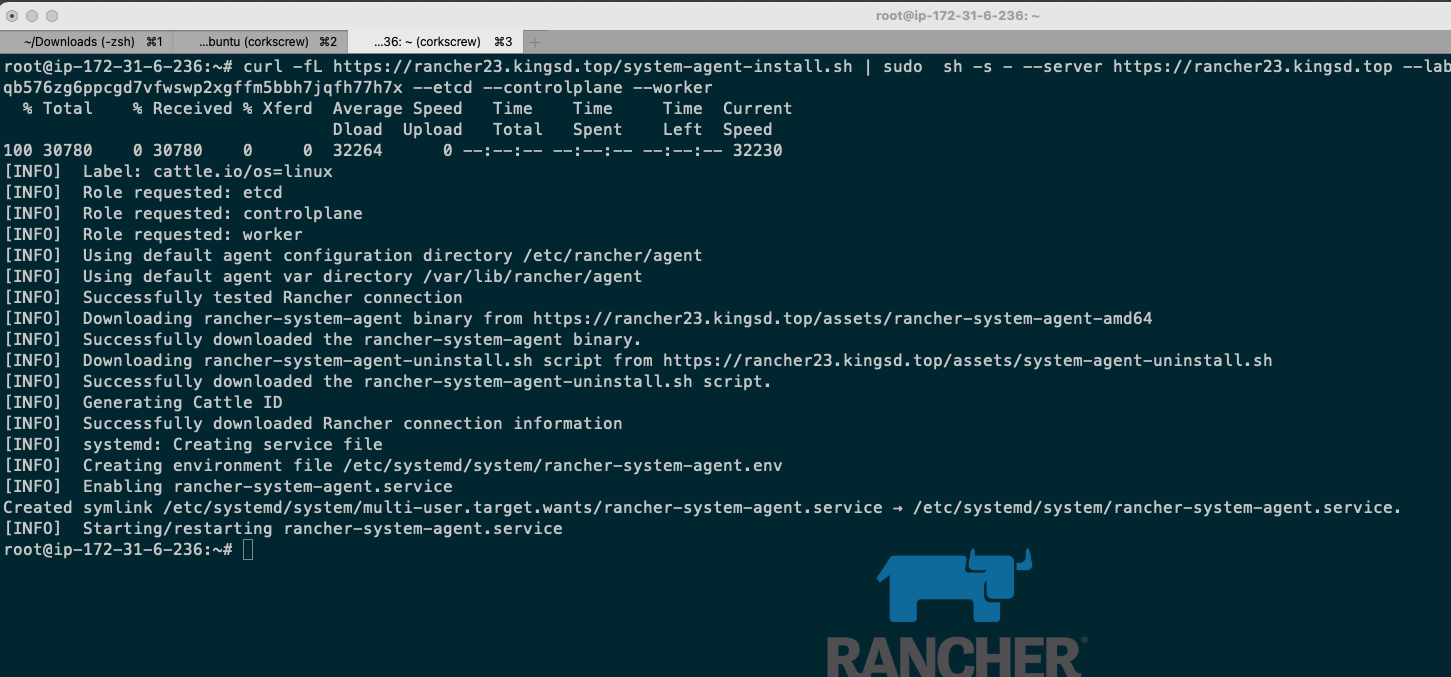 root@ip-172-31-6-236: ~
~/Downloads (-zsh) ⌘1 ...buntu (corkscrew) ⌘2 ...36: ~ (corkscrew) ⌘3 +
root@ip-172-31-6-236:~# curl -fL https://rancher23.kingsd.top/system-agent-install.sh | sudo  sh -s - --server https://rancher23.kingsd.top --lab
qb576zg6ppcgd7vfwswp2xgffm5bbh7jqfh77h7x --etcd --controlplane --worker
  % Total    % Received % Xferd  Average Speed   Time    Time     Time  Current
                                 Dload  Upload   Total   Spent    Left  Speed
100 30780    0 30780    0     0  32264      0 --:--:-- --:--:-- --:--:-- 32230
[INFO]  Label: cattle.io/os=linux
[INFO]  Role requested: etcd
[INFO]  Role requested: controlplane
[INFO]  Role requested: worker
[INFO]  Using default agent configuration directory /etc/rancher/agent
[INFO]  Using default agent var directory /var/lib/rancher/agent
[INFO]  Successfully tested Rancher connection
[INFO]  Downloading rancher-system-agent binary from https://rancher23.kingsd.top/assets/rancher-system-agent-amd64
[INFO]  Successfully downloaded the rancher-system-agent binary.
[INFO]  Downloading rancher-system-agent-uninstall.sh script from https://rancher23.kingsd.top/assets/system-agent-uninstall.sh
[INFO]  Successfully downloaded the rancher-system-agent-uninstall.sh script.
[INFO]  Generating Cattle ID
[INFO]  Successfully downloaded Rancher connection information
[INFO]  systemd: Creating service file
[INFO]  Creating environment file /etc/systemd/system/rancher-system-agent.env
[INFO]  Enabling rancher-system-agent.service
Created symlink /etc/systemd/system/multi-user.target.wants/rancher-system-agent.service → /etc/systemd/system/rancher-system-agent.service.
[INFO]  Starting/restarting rancher-system-agent.service
root@ip-172-31-6-236:~#
RANCHER®